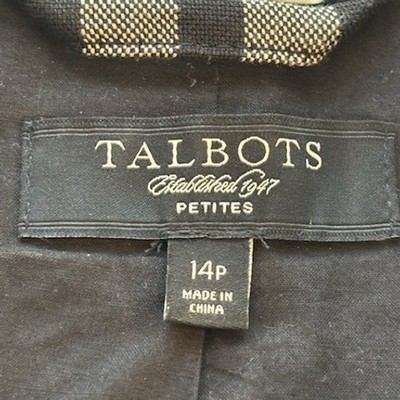 TALBOTS
Established 1947
PETITES
14P
MADE IN
CHINA